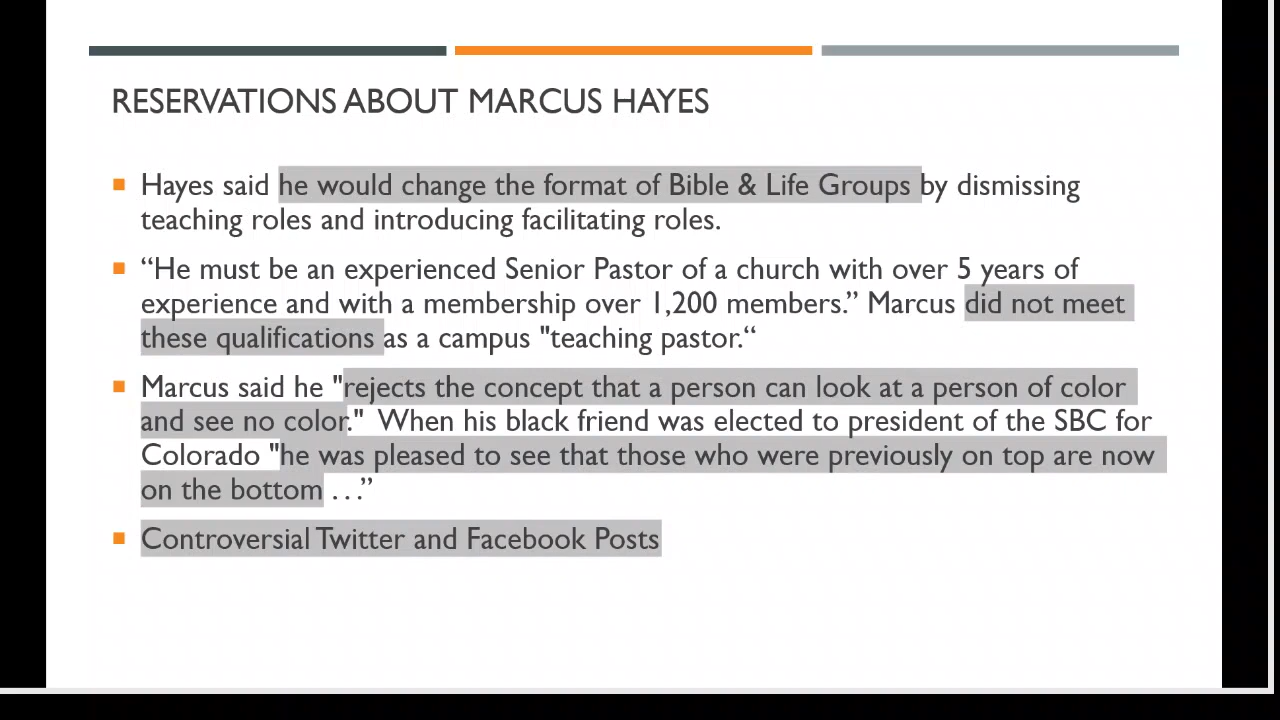 RESERVATIONS ABOUT MARCUS HAYES
▪ Hayes said he would change the format of Bible & Life Groups by dismissing
teaching roles and introducing facilitating roles.
▪ “He must be an experienced Senior Pastor of a church with over 5 years of
experience and with a membership over 1,200 members.” Marcus did not meet
these qualifications as a campus "teaching pastor.“
▪ Marcus said he "rejects the concept that a person can look at a person of color
and see no color." When his black friend was elected to president of the SBC for
Colorado "he was pleased to see that those who were previously on top are now
on the bottom . . .”
▪ Controversial Twitter and Facebook Posts